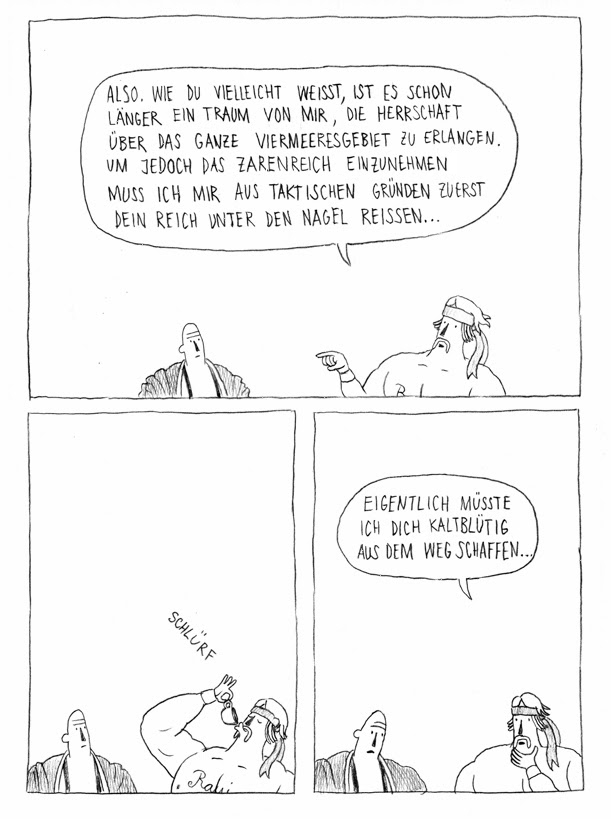 ALSO. WIE DU VIELLEICHT WEISST, IST ES SCHON
LÄNGER EIN TRAUM VON MIR, DIE HERRSCHAFT
ÜBER DAS GANZE VIERMEERESGEBIET ZU ERLANGEN.
UM JEDOCH DAS ZARENREICH EINZUNEHMEN
MUSS ICH MIR AUS TAKTISCHEN GRÜNDEN ZUERST
DEIN REICH UNTER DEN NAGEL REISSEN...
SCHLÜRF
EIGENTLICH MÜSSTE
ICH DICH KALTBLÜTIG
AUS DEM WEG SCHAFFEN...